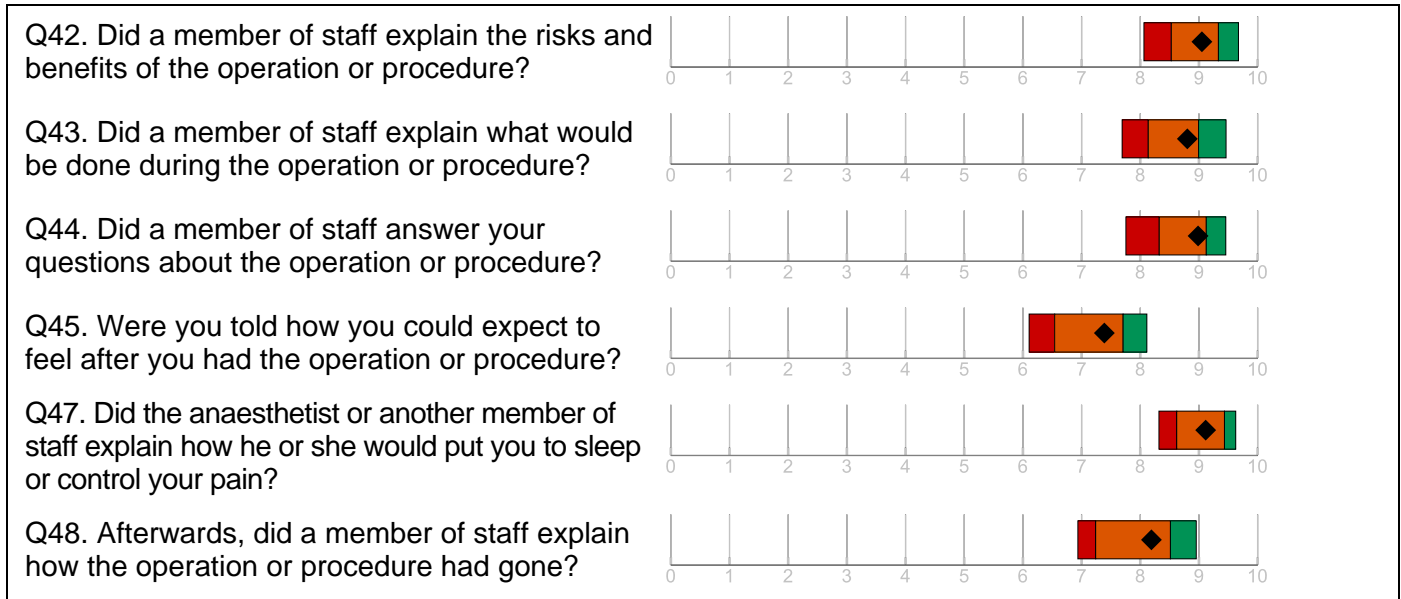 Q42. Did a member of staff explain the risks and
benefits of the operation or procedure?
0 1 2 3 4 5 6 7 8 9 10
Q43. Did a member of staff explain what would
be done during the operation or procedure?
0 1 2 3 4 5 6 7 8 9 10
Q44. Did a member of staff answer your
questions about the operation or procedure?
0 1 2 3 4 5 6 7 8 9 10
Q45. Were you told how you could expect to
feel after you had the operation or procedure?
0 1 2 3 4 5 6 7 8 9 10
Q47. Did the anaesthetist or another member of
staff explain how he or she would put you to sleep
or control your pain?
0 1 2 3 4 5 6 7 8 9 10
Q48. Afterwards, did a member of staff explain
how the operation or procedure had gone?
0 1 2 3 4 5 6 7 8 9 10